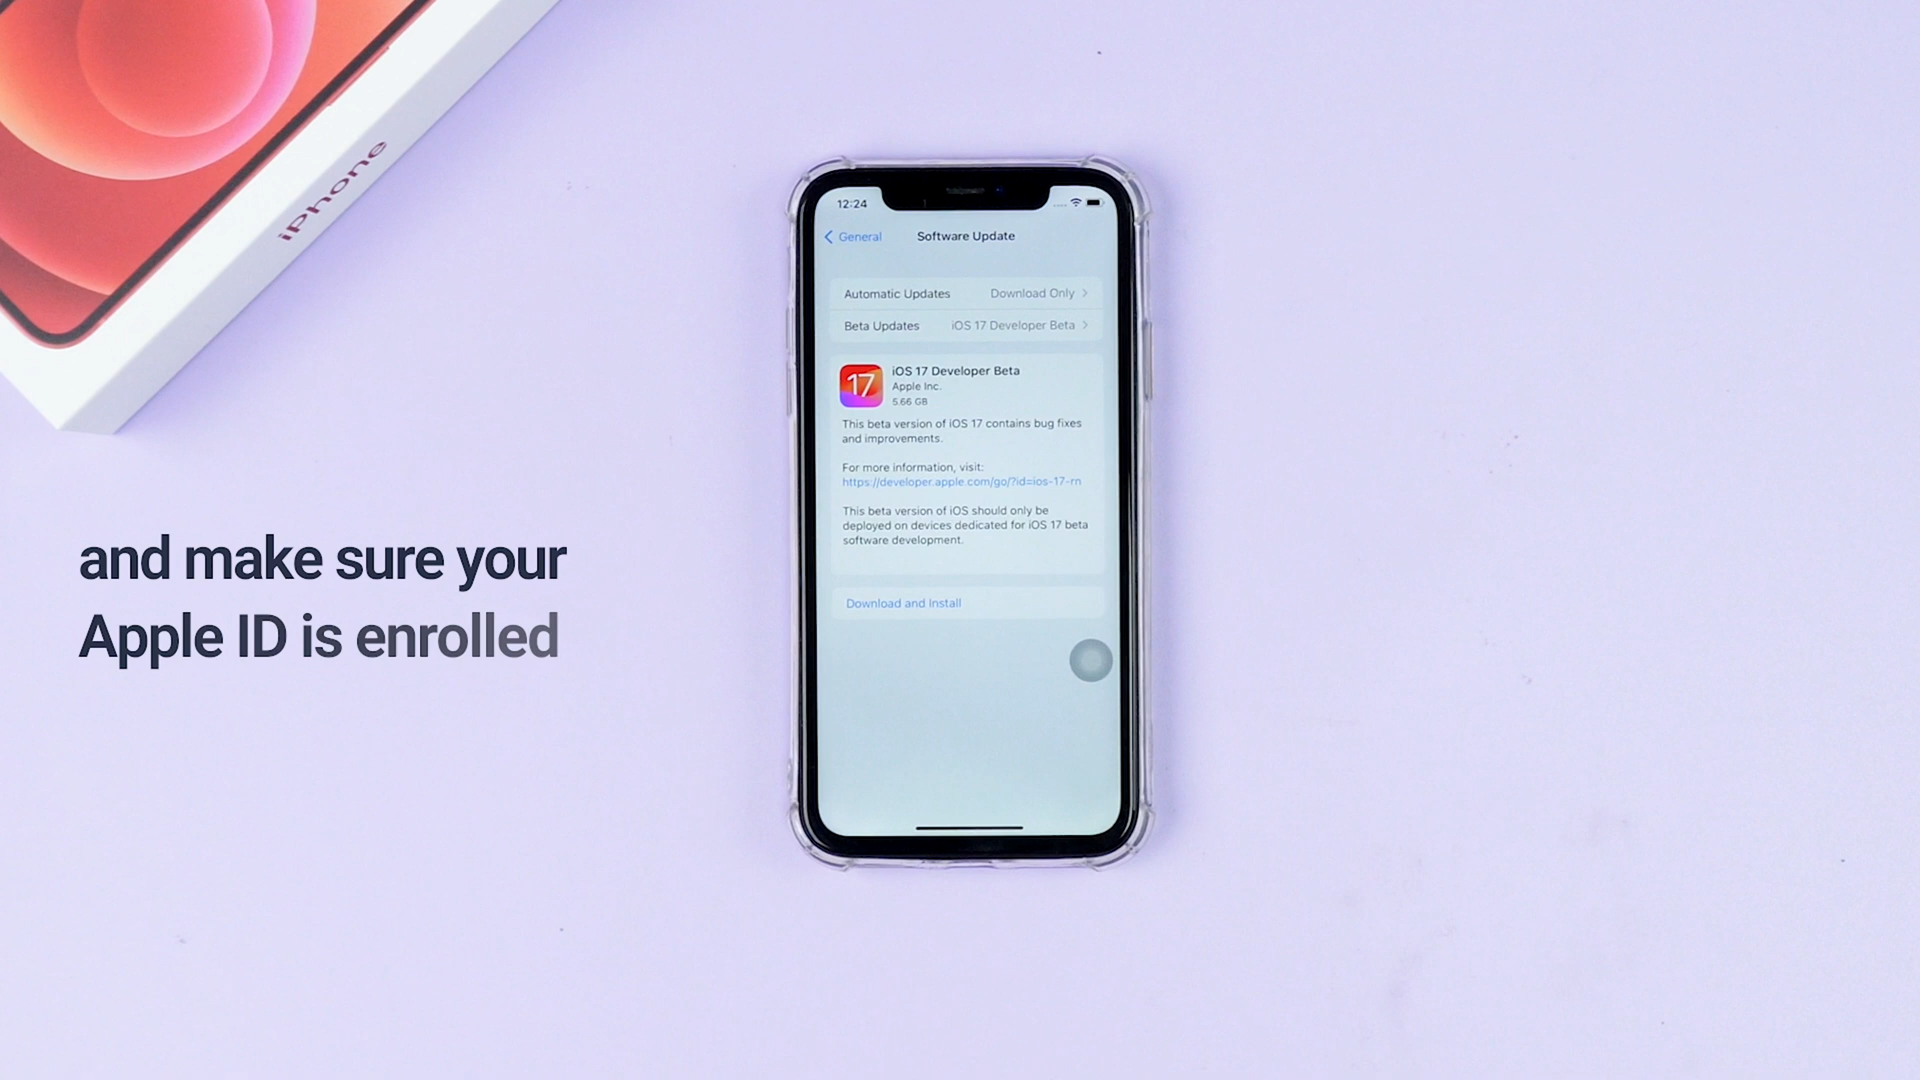 iPhone
12:24
General
Software Update
Automatic Updates Download Only
Beta Updates iOS 17 Developer Beta
17
iOS 17 Developer Beta
Apple Inc.
5.66 GB
This beta version of iOS 17 contains bug fixes
and improvements.
For more information, visit:
https://developer.apple.com/go/?id=ios-17-rn
This beta version of iOS should only be
deployed on devices dedicated for iOS 17 beta
software development.
Download and Install
and make sure your
Apple ID is enrolled